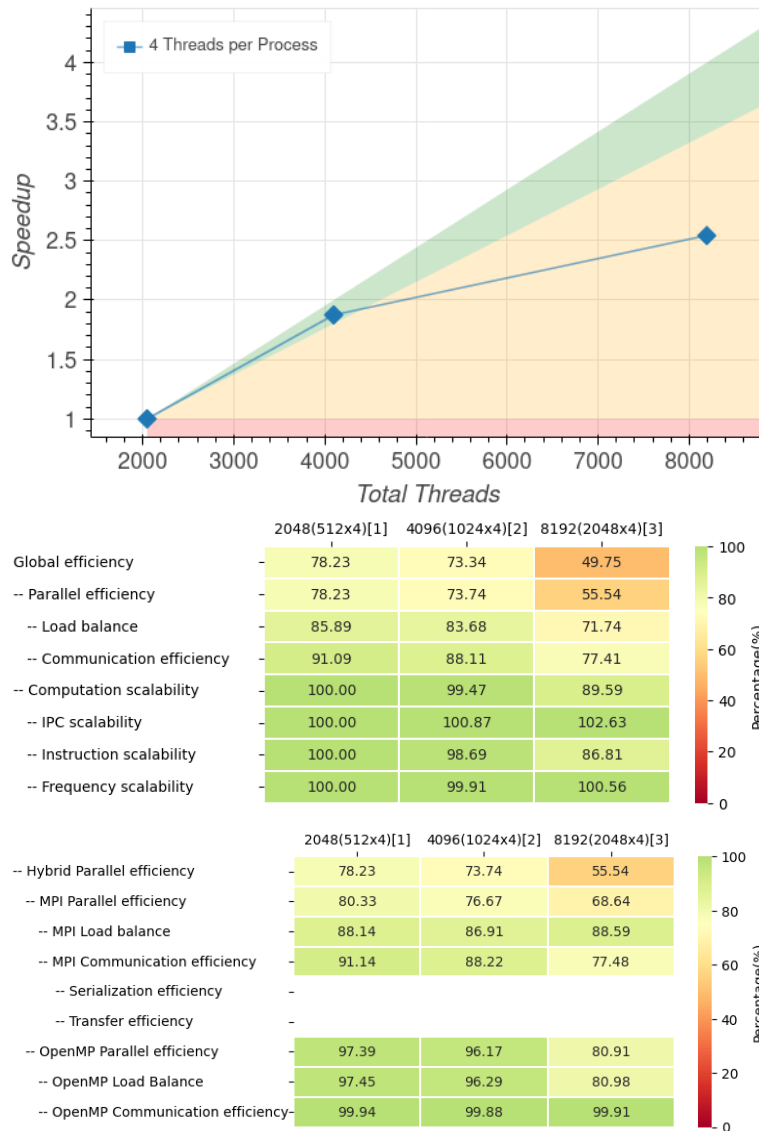 4 Threads per Process
Speedup
4
3.5
3
2.5
2
1.5
1
2000 3000 4000 5000 6000 7000 8000
Total Threads
2048(512x4)[1] 4096(1024x4)[2] 8192(2048x4)[3]
Global efficiency 78.23 73.34 49.75
-- Parallel efficiency 78.23 73.74 55.54
-- Load balance 85.89 83.68 71.74
-- Communication efficiency 91.09 88.11 77.41
-- Computation scalability 100.00 99.47 89.59
-- IPC scalability 100.00 100.87 102.63
-- Instruction scalability 100.00 98.69 86.81
-- Frequency scalability 100.00 99.91 100.56
100
80
60
40
20
0
Percentage(%)
2048(512x4)[1] 4096(1024x4)[2] 8192(2048x4)[3]
-- Hybrid Parallel efficiency 78.23 73.74 55.54
-- MPI Parallel efficiency 80.33 76.67 68.64
-- MPI Load balance 88.14 86.91 88.59
-- MPI Communication efficiency 91.14 88.22 77.48
-- Serialization efficiency
-- Transfer efficiency
-- OpenMP Parallel efficiency 97.39 96.17 80.91
-- OpenMP Load Balance 97.45 96.29 80.98
-- OpenMP Communication efficiency 99.94 99.88 99.91
100
80
60
40
20
0
Percentage(%)